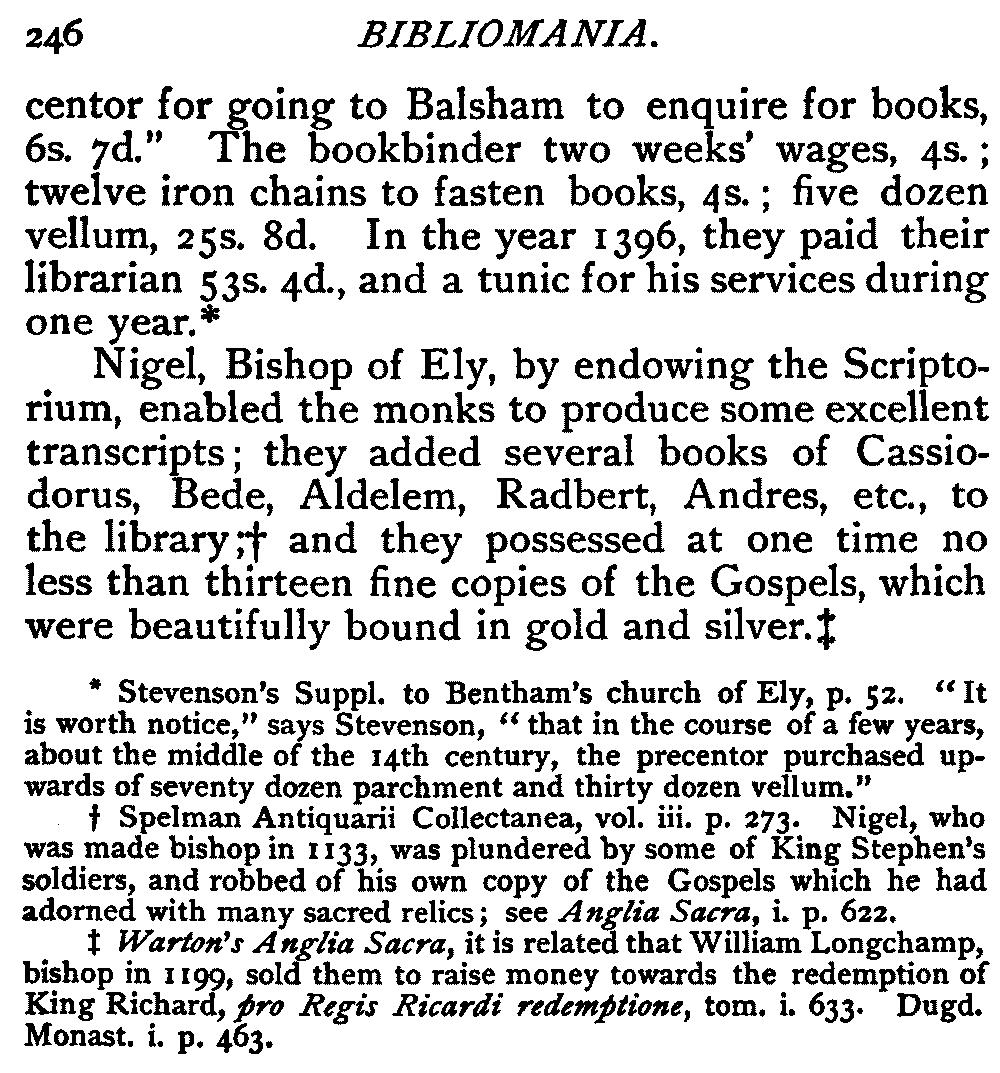 246 BIBLIOMANIA.
centor for going to Balsham to enquire for books,
6s. 7d." The bookbinder two weeks' wages, 4s. ;
twelve iron chains to fasten books, 4s. ; five dozen
vellum, 25s. 8d. In the year 1396, they paid their
librarian 53s. 4d., and a tunic for his services during
one year.*
Nigel, Bishop of Ely, by endowing the Scripto-
rium, enabled the monks to produce some excellent
transcripts; they added several books of Cassio-
dorus, Bede, Aldelem, Radbert, Andres, etc., to
the library;† and they possessed at one time no
less than thirteen fine copies of the Gospels, which
were beautifully bound in gold and silver.‡
* Stevenson's Suppl. to Bentham's church of Ely, p. 52. "It
is worth notice," says Stevenson, "that in the course of a few years,
about the middle of the 14th century, the precentor purchased up-
wards of seventy dozen parchment and thirty dozen vellum."
† Spelman Antiquarii Collectanea, vol. iii. p. 273. Nigel, who
was made bishop in 1133, was plundered by some of King Stephen's
soldiers, and robbed of his own copy of the Gospels which he had
adorned with many sacred relics; see Anglia Sacra, i. p. 622.
‡ Warton's Anglia Sacra, it is related that William Longchamp,
bishop in 1199, sold them to raise money towards the redemption of
King Richard, pro Regis Ricardi redemptione, tom. i. 633. Dugd.
Monast. i. p. 463.